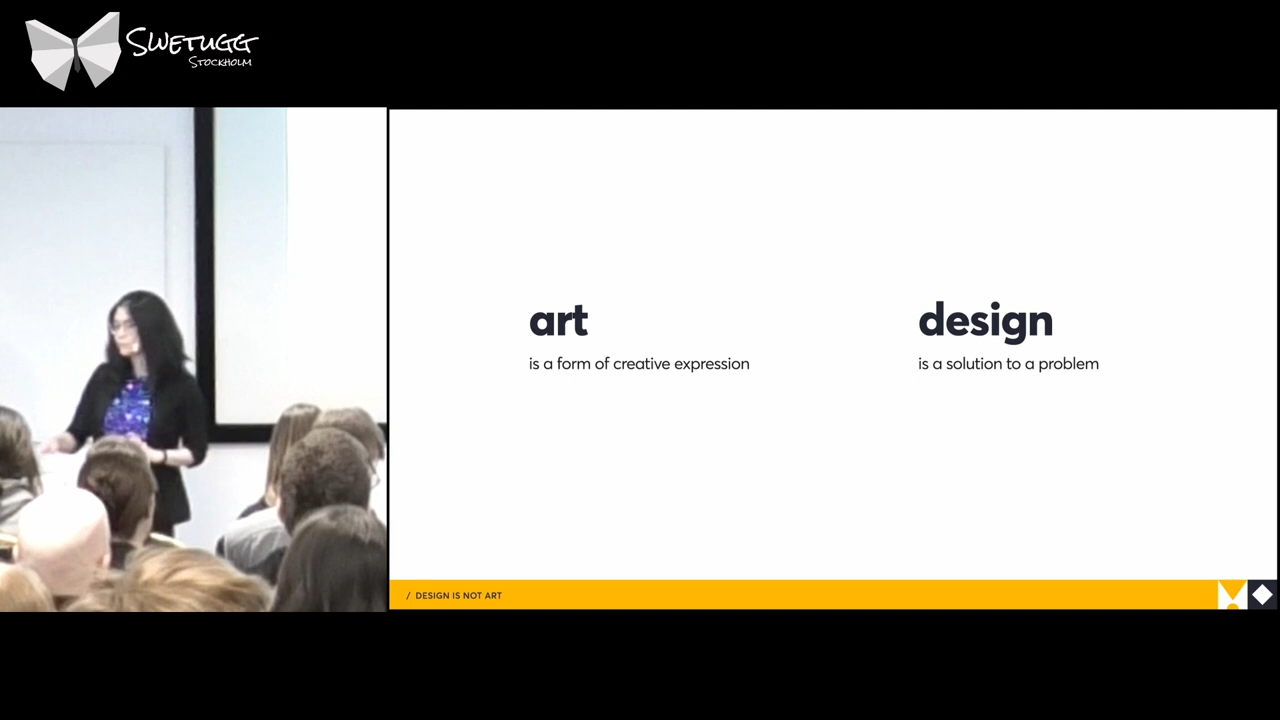 Swetugg
Stockholm
art
is a form of creative expression
design
is a solution to a problem
/ DESIGN IS NOT ART